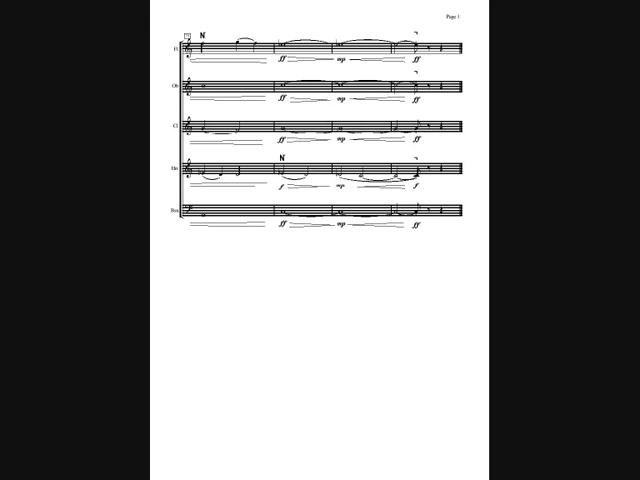 Page 1
N
Fl
ff mp ff
Ob
ff mp ff
Cl
ff mp ff
N
Hn
f mp f
Bsn
ff mp ff